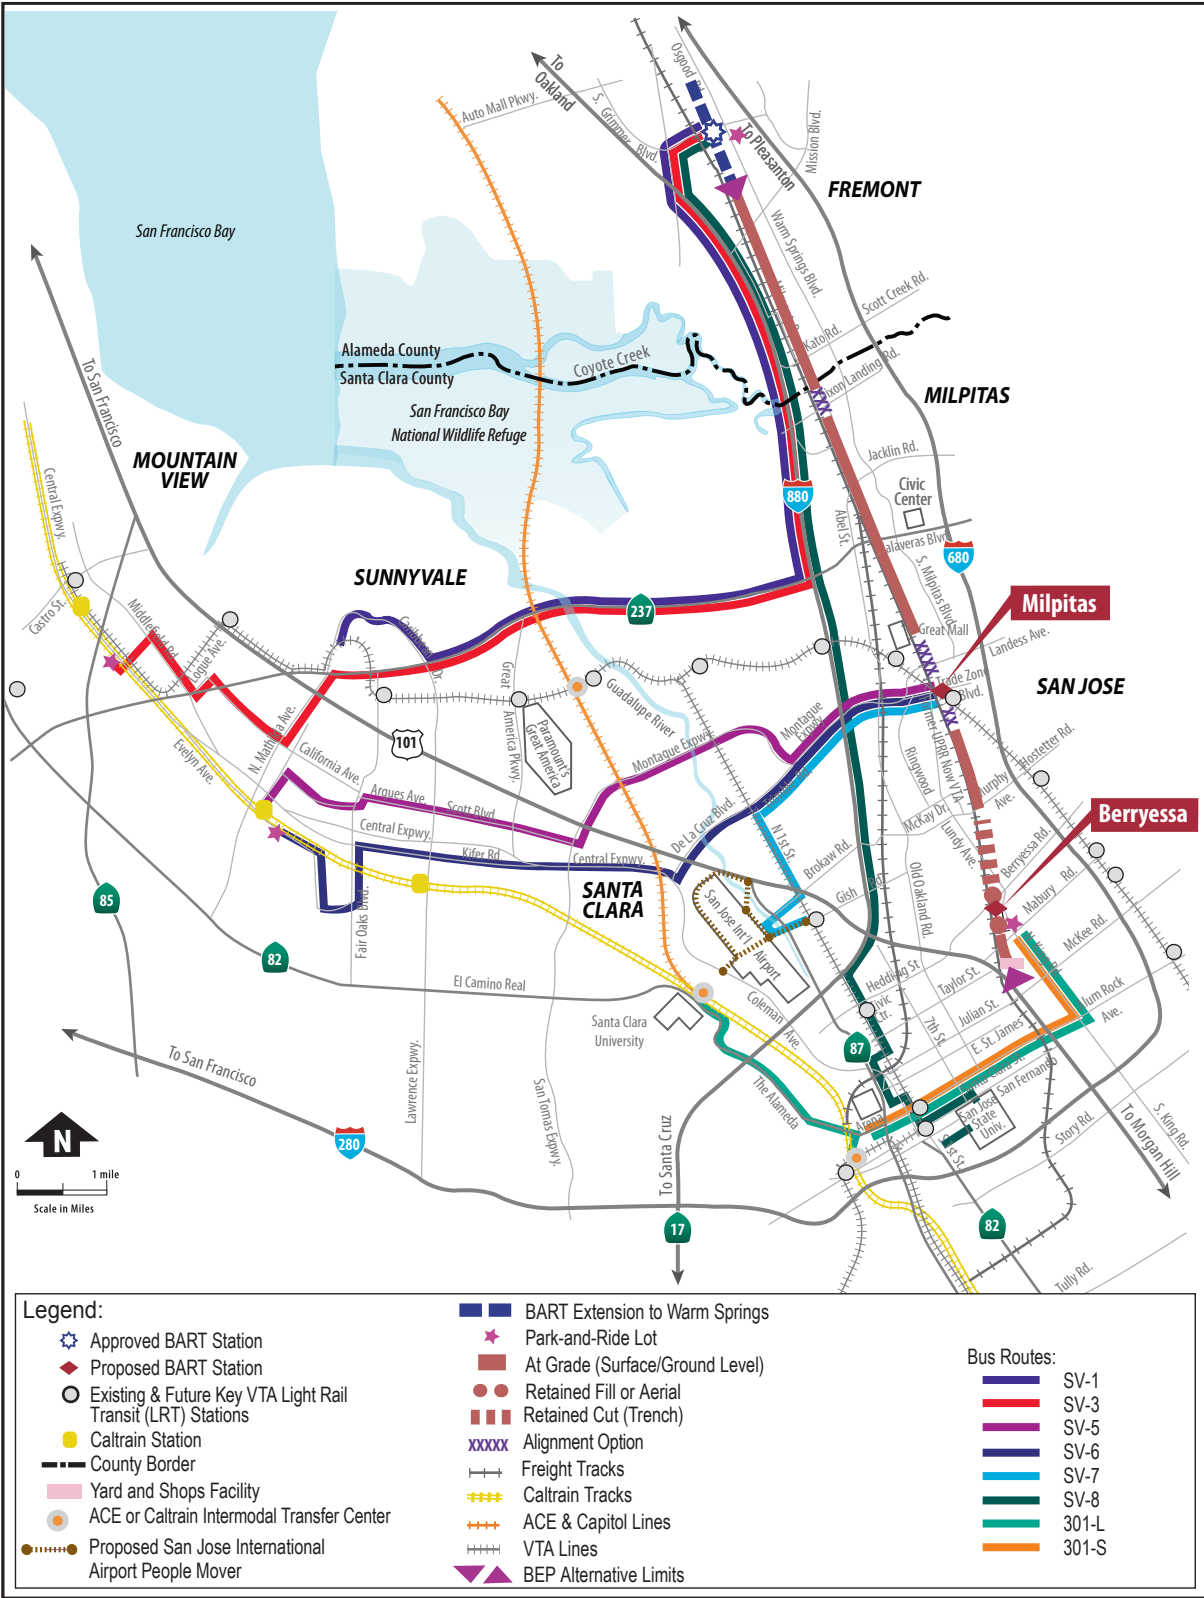 To
Oakland
Osgood Rd.
Auto Mall Pkwy.
S. Grimmer Blvd.
To Pleasanton
Mission Blvd.
FREMONT
San Francisco Bay
Warm Springs Blvd.
Scott Creek Rd.
Kato Rd.
Dixon Landing Rd.
Alameda County
Santa Clara County
Coyote Creek
MILPITAS
San Francisco Bay
National Wildlife Refuge
To San Francisco
MOUNTAIN
VIEW
Central Expwy.
Jacklin Rd.
Civic
Center
880
Abel St.
Calaveras Blvd.
680
S. Milpitas Blvd.
SUNNYVALE
237
Milpitas
Castro St.
Middlefield Rd.
Logue Ave.
Caribbean Dr.
Great Mall
Landess Ave.
Great
America Pkwy.
Guadalupe River
Trade Zone
Blvd.
SAN JOSE
N. Mathilda Ave.
101
Paramount's
Great America
Montaque Expwy.
Montaque
Expwy.
Former UPRR Now VTA
Hostetter Rd.
Evelyn Ave.
California Ave.
Arques Ave.
Scott Blvd.
Ringwood
Murphy
Ave.
McKay Dr.
Lundy Ave.
Berryessa
Central Expwy.
Kifer Rd
Central Expwy.
De La Cruz Blvd.
N 1st St.
Brokaw Rd.
Berryessa Rd.
Mabury Rd.
Gish Rd.
Old Oakland Rd.
McKee Rd.
85
Fair Oaks Blvd.
SANTA
CLARA
San Jose Int'l
Airport
82
El Camino Real
Hedding St
Taylor St.
Civic
Ctr.
Julian St.
Alum Rock
Ave.
Santa Clara
University
Coleman Ave.
87
7th St.
E. St. James
Santa Clara St.
San Fernando
To San Francisco
Lawrence Expwy.
San Tomas Expwy.
The Alameda
Arena
San Jose
State
Univ.
1st St.
Story Rd.
S. King Rd.
To Morgan Hill
To Santa Cruz
280
17
82
Tully Rd.
N
0 1 mile
Scale in Miles
Legend:
Approved BART Station
Proposed BART Station
Existing & Future Key VTA Light Rail
Transit (LRT) Stations
Caltrain Station
County Border
Yard and Shops Facility
ACE or Caltrain Intermodal Transfer Center
Proposed San Jose International
Airport People Mover
BART Extension to Warm Springs
Park-and-Ride Lot
At Grade (Surface/Ground Level)
Retained Fill or Aerial
Retained Cut (Trench)
XXXXX Alignment Option
Freight Tracks
Caltrain Tracks
ACE & Capitol Lines
VTA Lines
BEP Alternative Limits
Bus Routes:
SV-1
SV-3
SV-5
SV-6
SV-7
SV-8
301-L
301-S